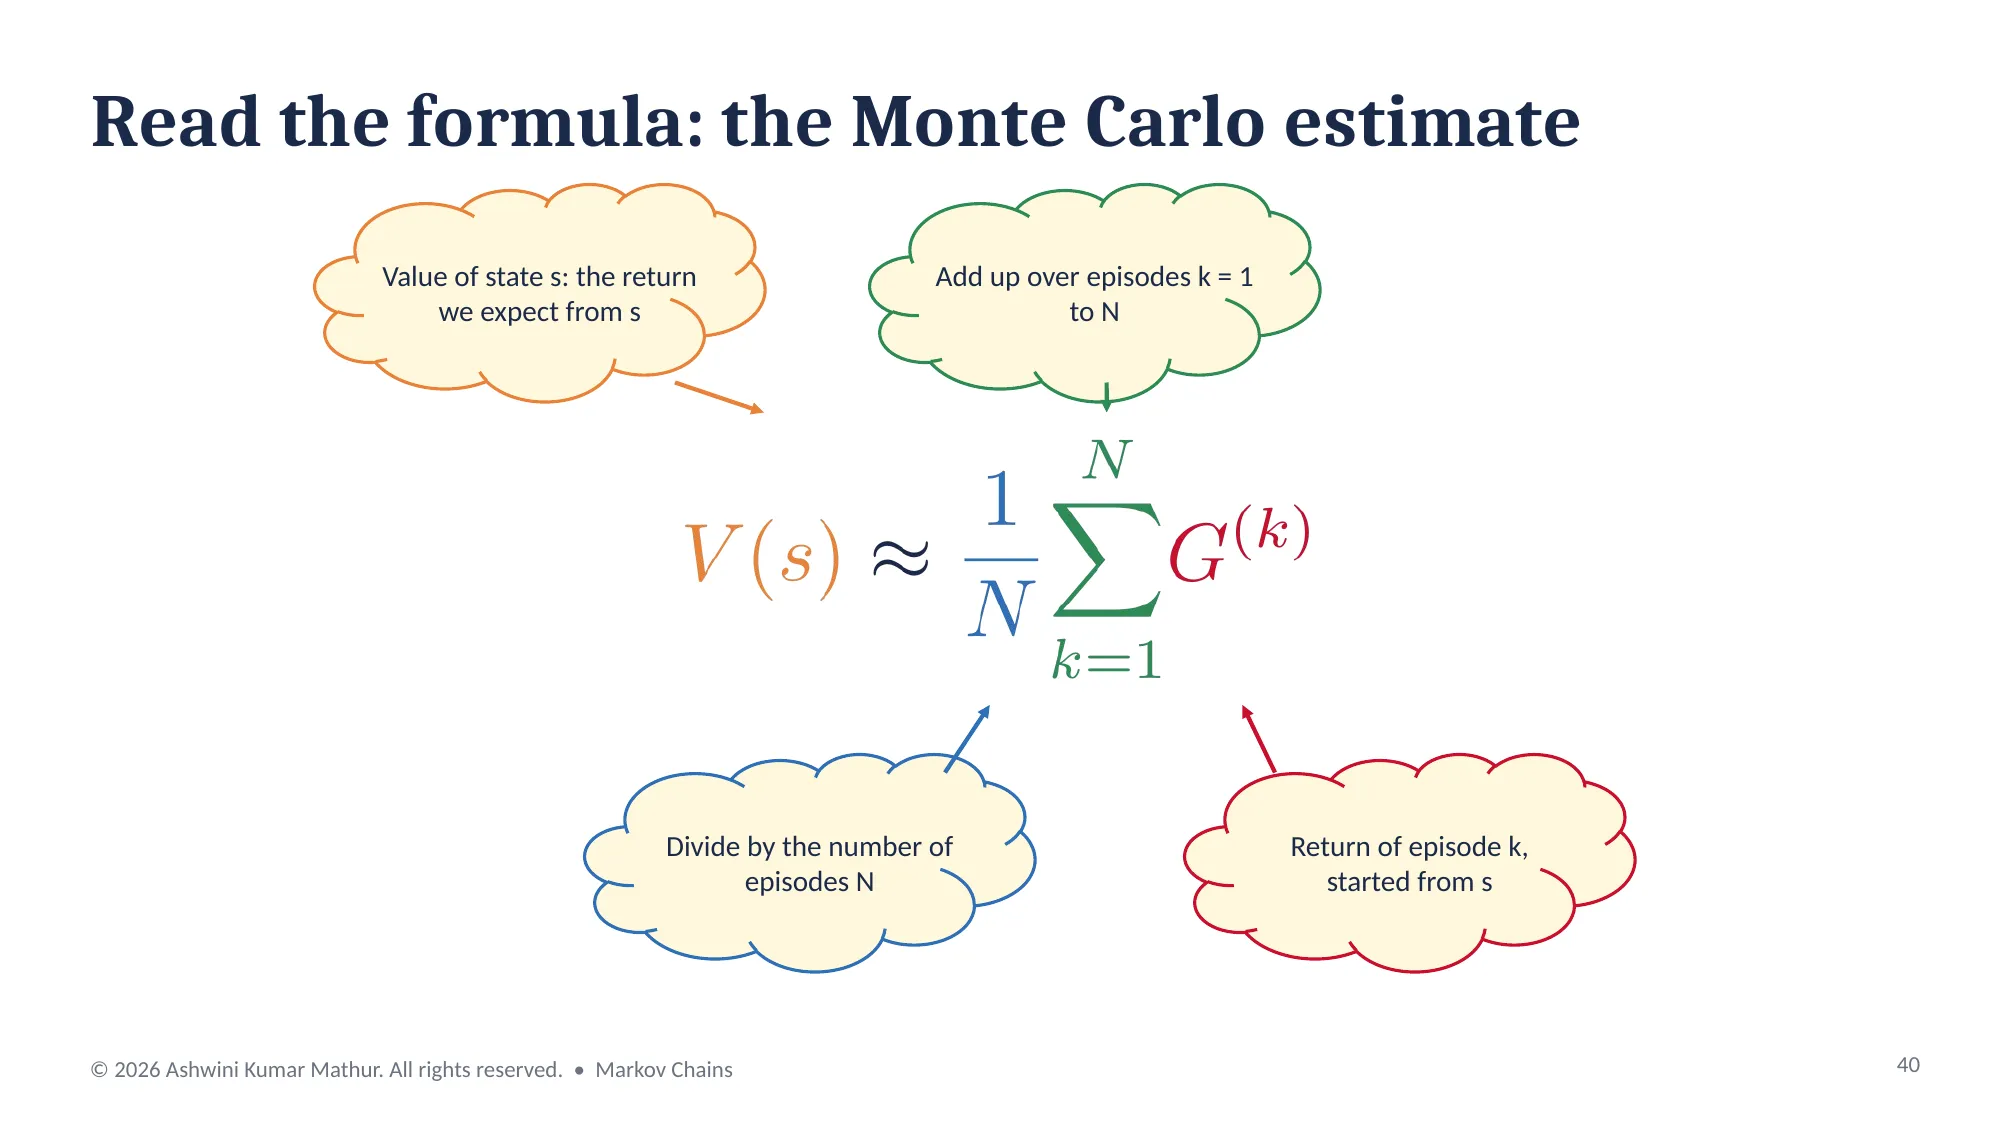 Read the formula: the Monte Carlo estimate
Value of state s: the return
we expect from s
Add up over episodes k = 1
to N
V(s) ≈ \frac{1}{N} \sum_{k=1}^{N} G^{(k)}
Divide by the number of
episodes N
Return of episode k,
started from s
© 2026 Ashwini Kumar Mathur. All rights reserved. • Markov Chains
40